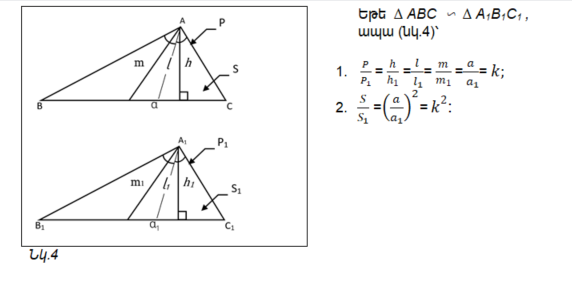 A
P
m
l
h
S
B
a
C
A₁
P₁
m₁
l₁
h₁
S₁
B₁
a₁
C₁
Նկ.4
Եթե Δ ABC ∽ Δ A₁B₁C₁ ,
ապա (նկ.4)՝
1. P/P₁ = h/h₁ = l/l₁ = m/m₁ = a/a₁ = k;
2. S/S₁ = (a/a₁)² = k²: